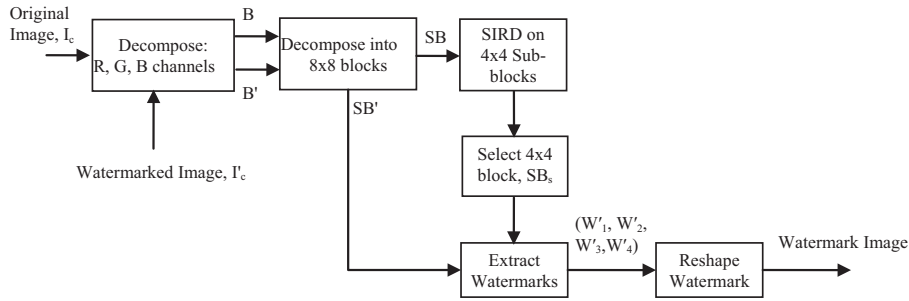 Original
Image, I_c
Decompose:
R, G, B channels
B
B'
Decompose into
8x8 blocks
SB
SB'
SIRD on
4x4 Sub-
blocks
Select 4x4
block, SB_s
Watermarked Image, I'_c
Extract
Watermarks
(W'_1, W'_2,
W'_3,W'_4)
Reshape
Watermark
Watermark Image